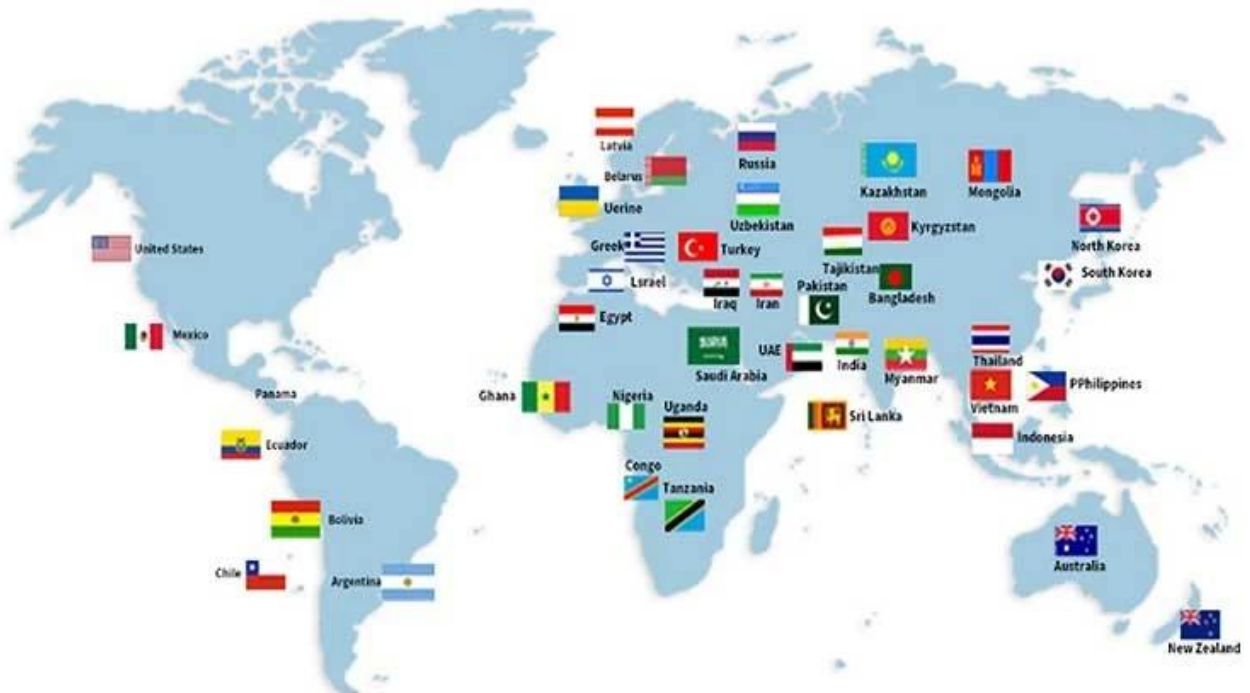 Latvia
Russia
Belarus
Kazakhstan
Mongolia
Uerine
Uzbekistan
Kyrgyzstan
North Korea
United States
Greek
Turkey
Tajikistan
South Korea
Lsrael
Iraq
Iran
Pakistan
Bangladesh
Egypt
Mexico
Saudi Arabia
UAE
India
Myanmar
Thailand
Panama
Ghana
Nigeria
Uganda
Sri Lanka
Vietnam
PPhilippines
Ecuador
Indonesia
Congo
Tanzania
Bolivia
Chile
Argentina
Australia
New Zealand